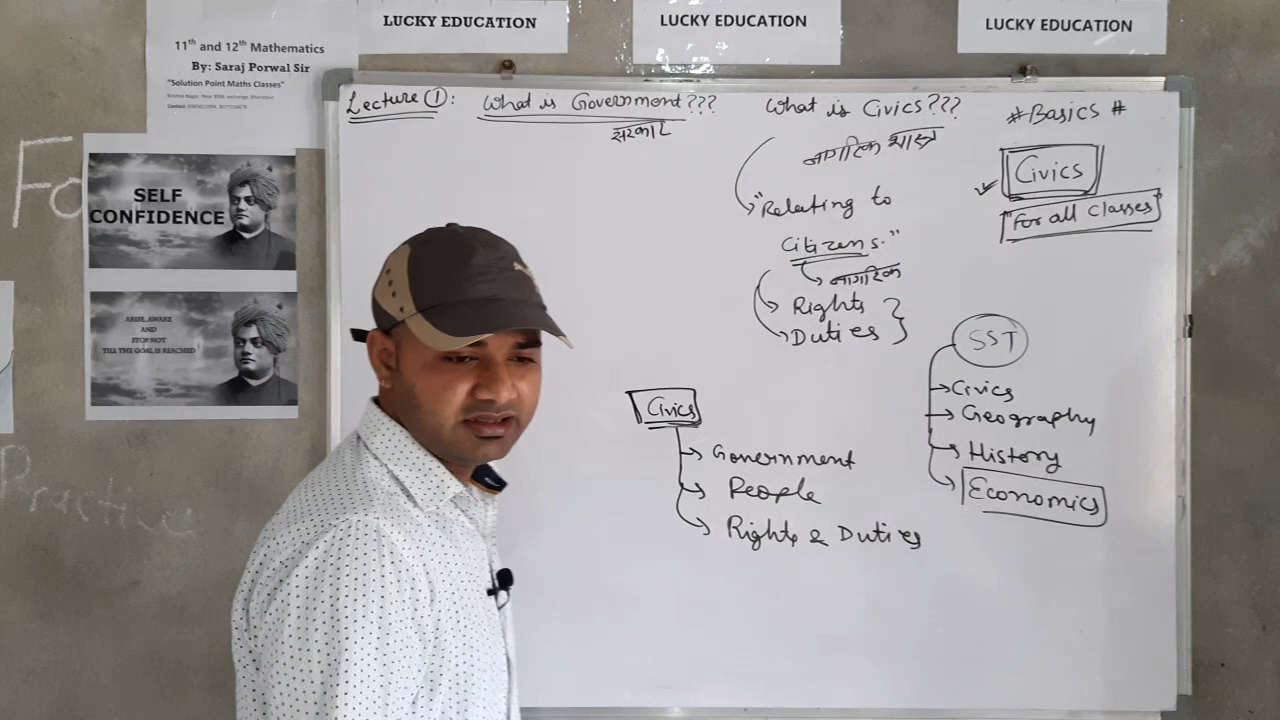 LUCKY EDUCATION
LUCKY EDUCATION
LUCKY EDUCATION
11th and 12th Mathematics
By: Saraj Porwal Sir
"Solution Point Maths Classes"
SELF
CONFIDENCE
ARISE, AWAKE
AND
STOP NOT
TILL THE GOAL IS REACHED
Practive
Lecture ①: What is Government???
सरकार
What is Civics???
नागरिक शास्त्र
"Relating to
Citizens."
नागरिक
Rights
Duties
# Basics #
Civics
"For all Classes"
SST
Civics
Geography
History
Economics
Civics
Government
People
Rights & Duties